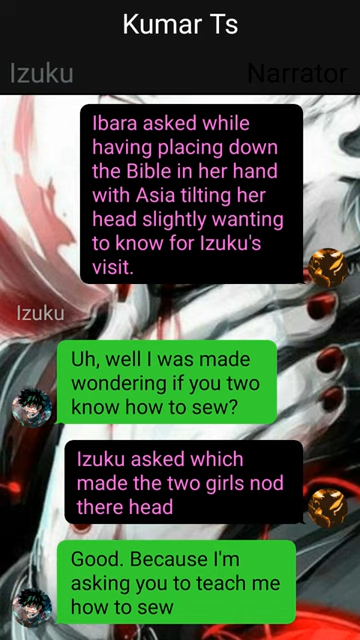 Kumar Ts
Izuku
Narrator
Ibara asked while
having placing down
the Bible in her hand
with Asia tilting her
head slightly wanting
to know for Izuku's
visit.
Izuku
Uh, well I was made
wondering if you two
know how to sew?
Izuku asked which
made the two girls nod
there head
Good. Because I'm
asking you to teach me
how to sew